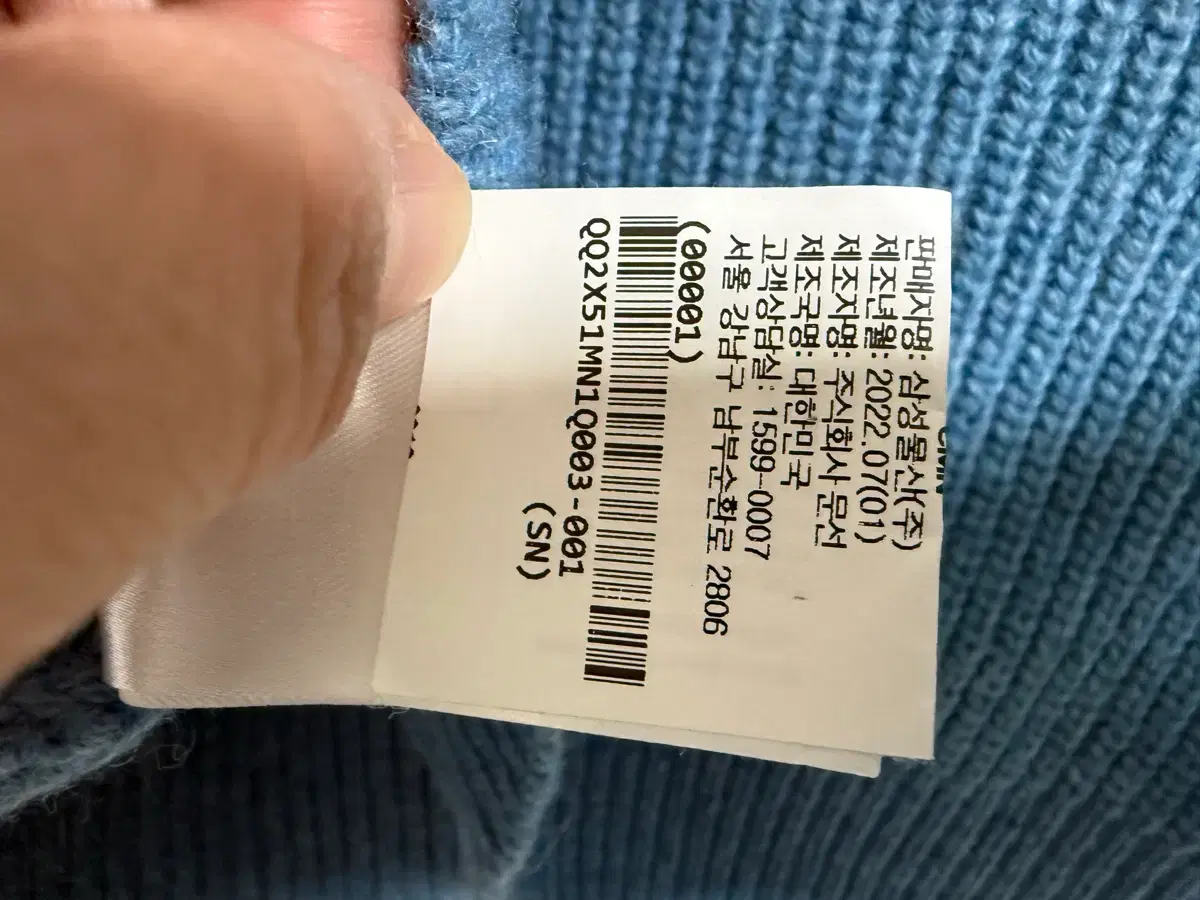 판매자명: 삼성물산(주)
제조년월: 2022.07(01)
제조자명: 주식회사 문선
제조국명: 대한민국
고객상담실: 1599-0007
서울 강남구 남부순환로 2806
(00001)
QQ2X51MN1Q003-001
(SN)